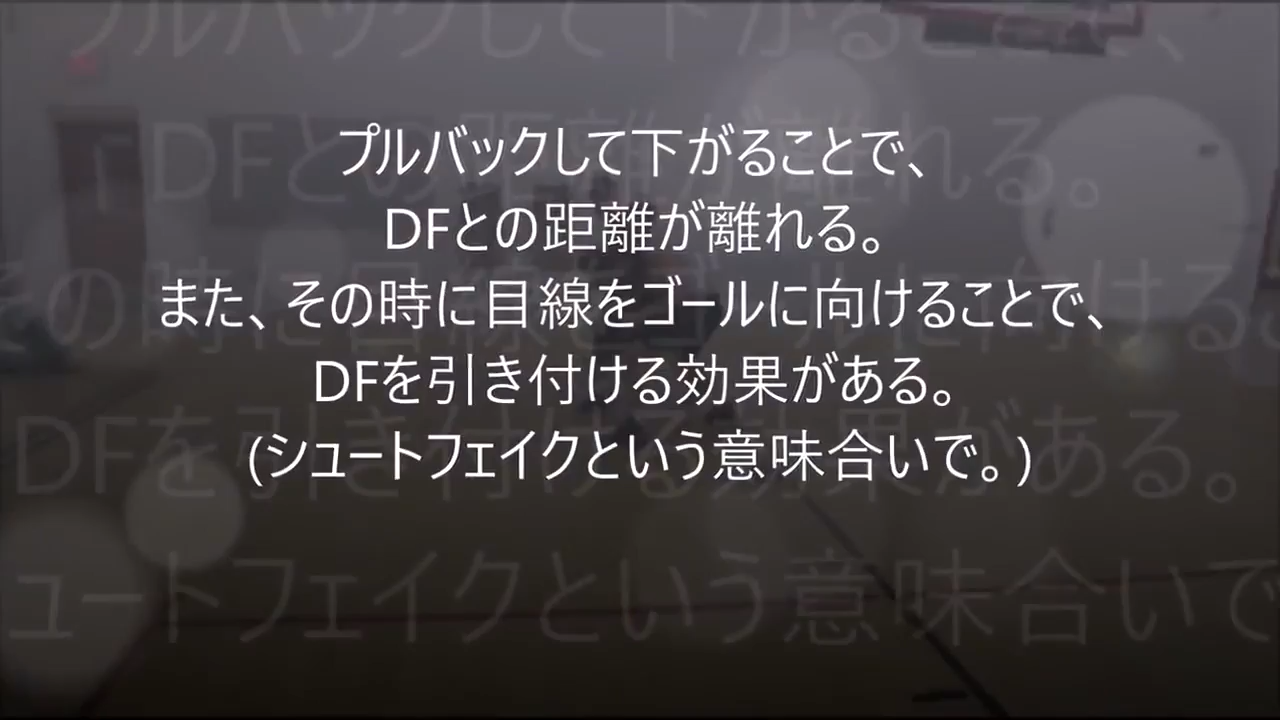 プルバックして下がることで、
DFとの距離が離れる。
また、その時に目線をゴールに向けることで、
DFを引き付ける効果がある。
(シュートフェイクという意味合いで。)